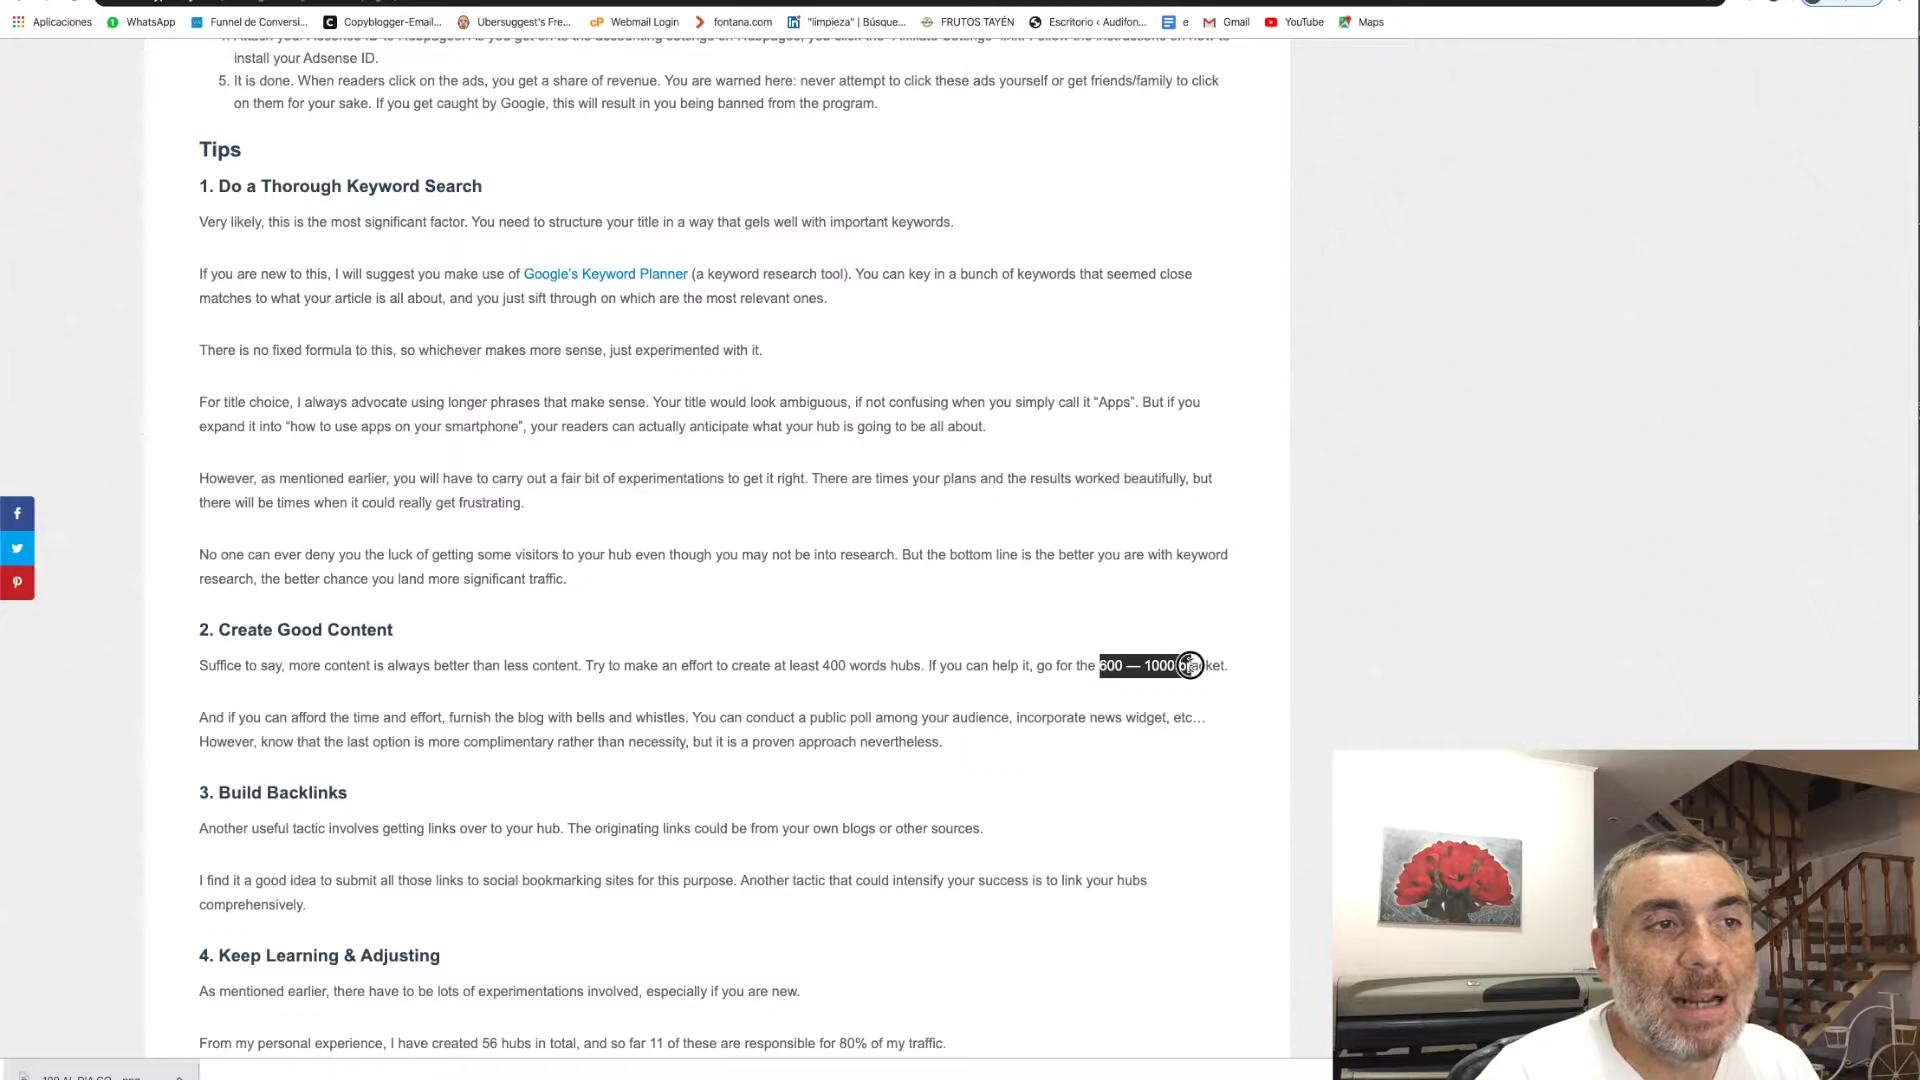 Aplicaciones WhatsApp Funnel de Conversi... Copyblogger-Email... Ubersuggest's Fre... cP Webmail Login fontana.com "limpieza" | Búsque... FRUTOS TAYÉN Escritorio ‹ Audifon... e Gmail YouTube Maps
install your Adsense ID.
5. It is done. When readers click on the ads, you get a share of revenue. You are warned here: never attempt to click these ads yourself or get friends/family to click
on them for your sake. If you get caught by Google, this will result in you being banned from the program.
Tips
1. Do a Thorough Keyword Search
Very likely, this is the most significant factor. You need to structure your title in a way that gels well with important keywords.
If you are new to this, I will suggest you make use of Google's Keyword Planner (a keyword research tool). You can key in a bunch of keywords that seemed close
matches to what your article is all about, and you just sift through on which are the most relevant ones.
There is no fixed formula to this, so whichever makes more sense, just experimented with it.
For title choice, I always advocate using longer phrases that make sense. Your title would look ambiguous, if not confusing when you simply call it “Apps”. But if you
expand it into “how to use apps on your smartphone”, your readers can actually anticipate what your hub is going to be all about.
However, as mentioned earlier, you will have to carry out a fair bit of experimentations to get it right. There are times your plans and the results worked beautifully, but
there will be times when it could really get frustrating.
No one can ever deny you the luck of getting some visitors to your hub even though you may not be into research. But the bottom line is the better you are with keyword
research, the better chance you land more significant traffic.
2. Create Good Content
Suffice to say, more content is always better than less content. Try to make an effort to create at least 400 words hubs. If you can help it, go for the 600 — 1000 bracket.
And if you can afford the time and effort, furnish the blog with bells and whistles. You can conduct a public poll among your audience, incorporate news widget, etc…
However, know that the last option is more complimentary rather than necessity, but it is a proven approach nevertheless.
3. Build Backlinks
Another useful tactic involves getting links over to your hub. The originating links could be from your own blogs or other sources.
I find it a good idea to submit all those links to social bookmarking sites for this purpose. Another tactic that could intensify your success is to link your hubs
comprehensively.
4. Keep Learning & Adjusting
As mentioned earlier, there have to be lots of experimentations involved, especially if you are new.
From my personal experience, I have created 56 hubs in total, and so far 11 of these are responsible for 80% of my traffic.